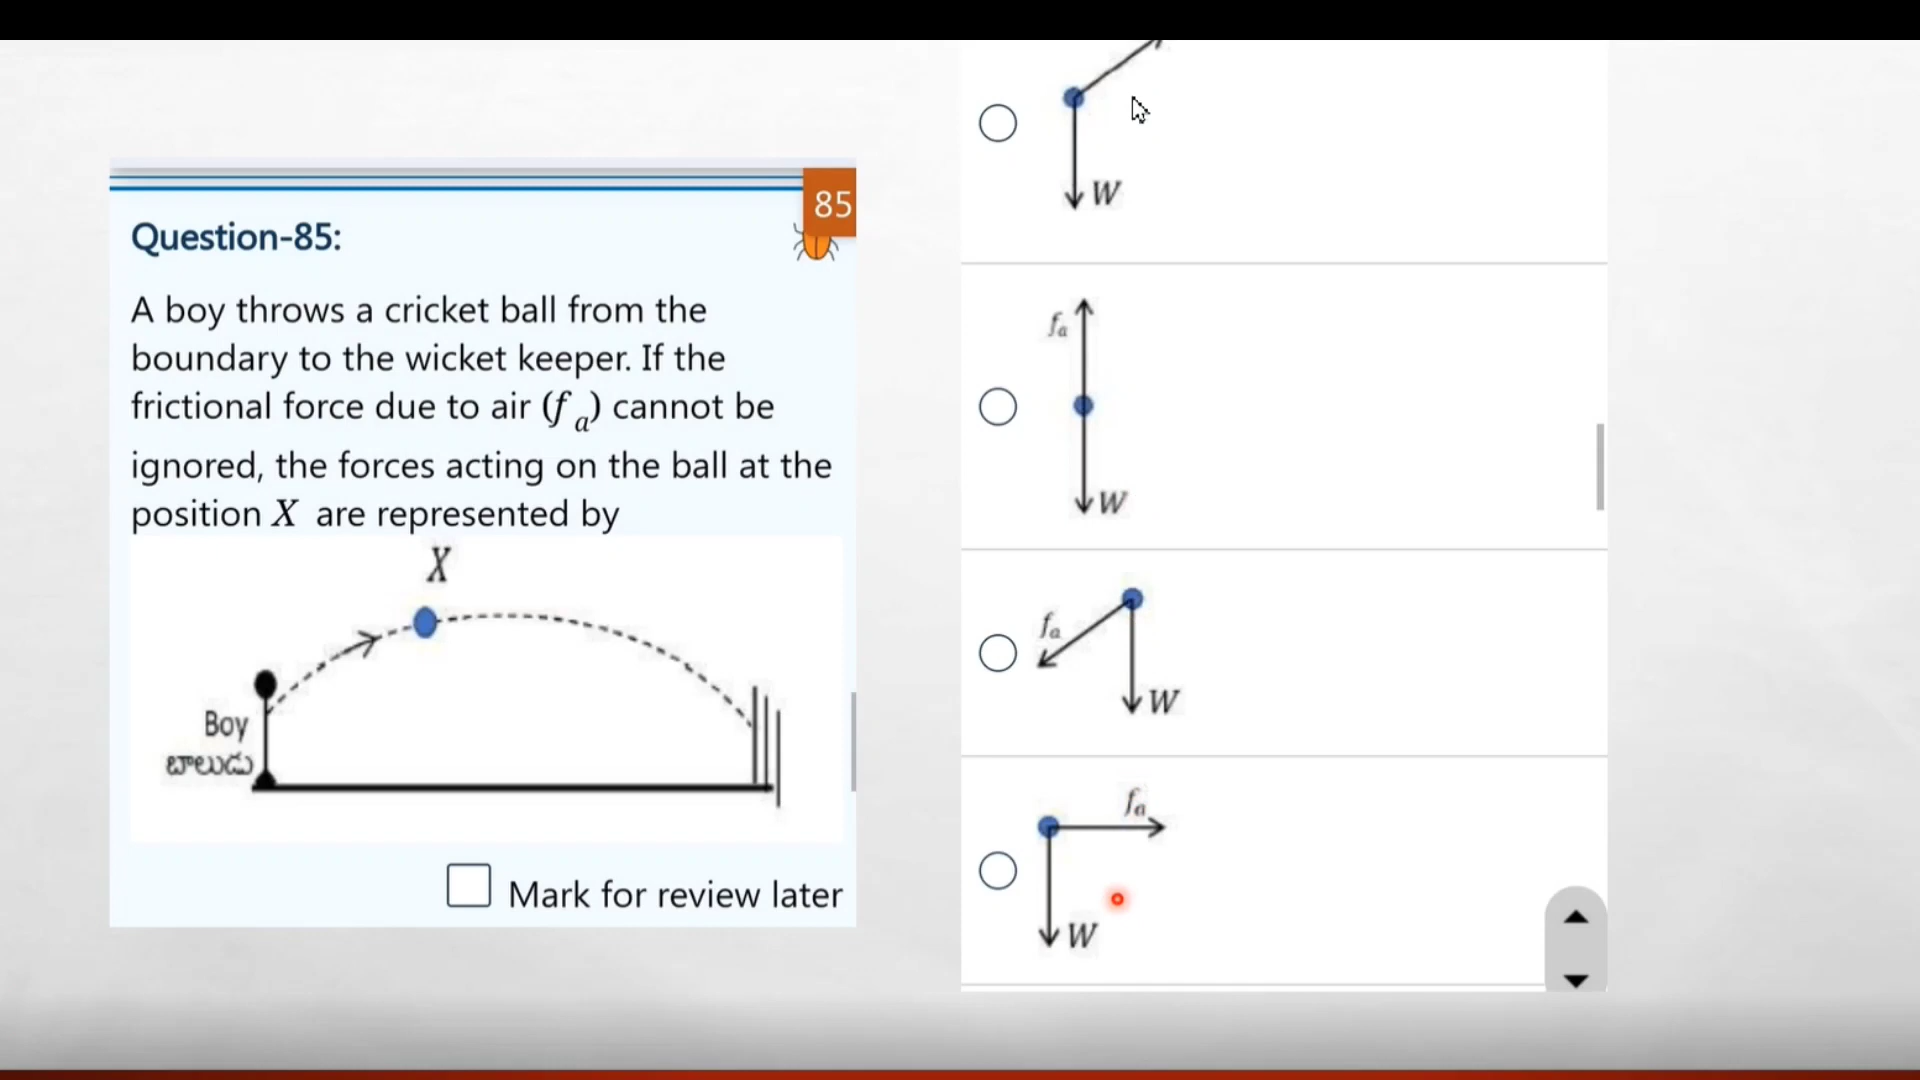 85
Question-85:
A boy throws a cricket ball from the
boundary to the wicket keeper. If the
frictional force due to air (f a) cannot be
ignored, the forces acting on the ball at the
position X are represented by
X
Boy
బాలుడు
Mark for review later
W
fa
W
fa
W
fa
W